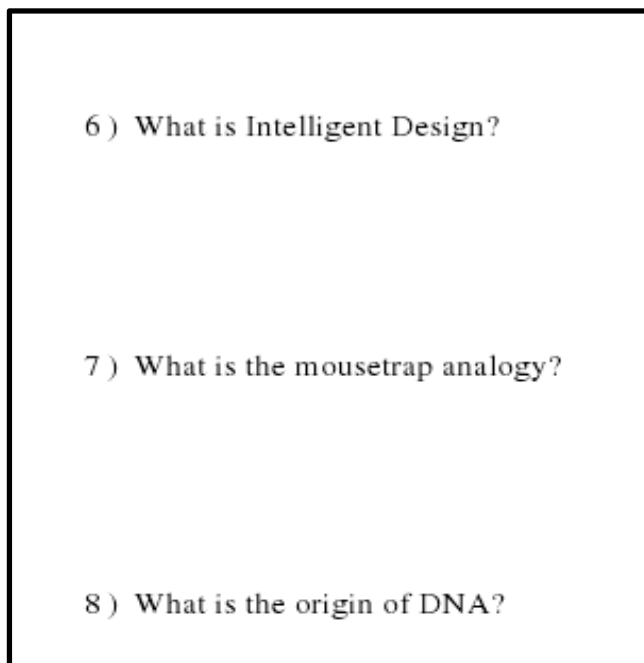 6 ) What is Intelligent Design?
7 ) What is the mousetrap analogy?
8 ) What is the origin of DNA?